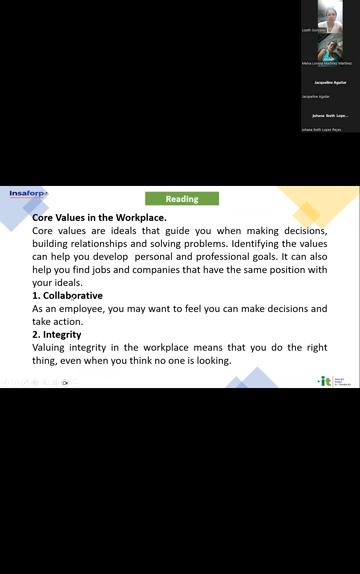 Jacqueline Aguilar
Jacqueline Aguilar
Insaforp
Reading
Core Values in the Workplace.
Core values are ideals that guide you when making decisions,
building relationships and solving problems. Identifying the values
can help you develop personal and professional goals. It can also
help you find jobs and companies that have the same position with
your ideals.
1. Collaborative
As an employee, you may want to feel you can make decisions and
take action.
2. Integrity
Valuing integrity in the workplace means that you do the right
thing, even when you think no one is looking.
it